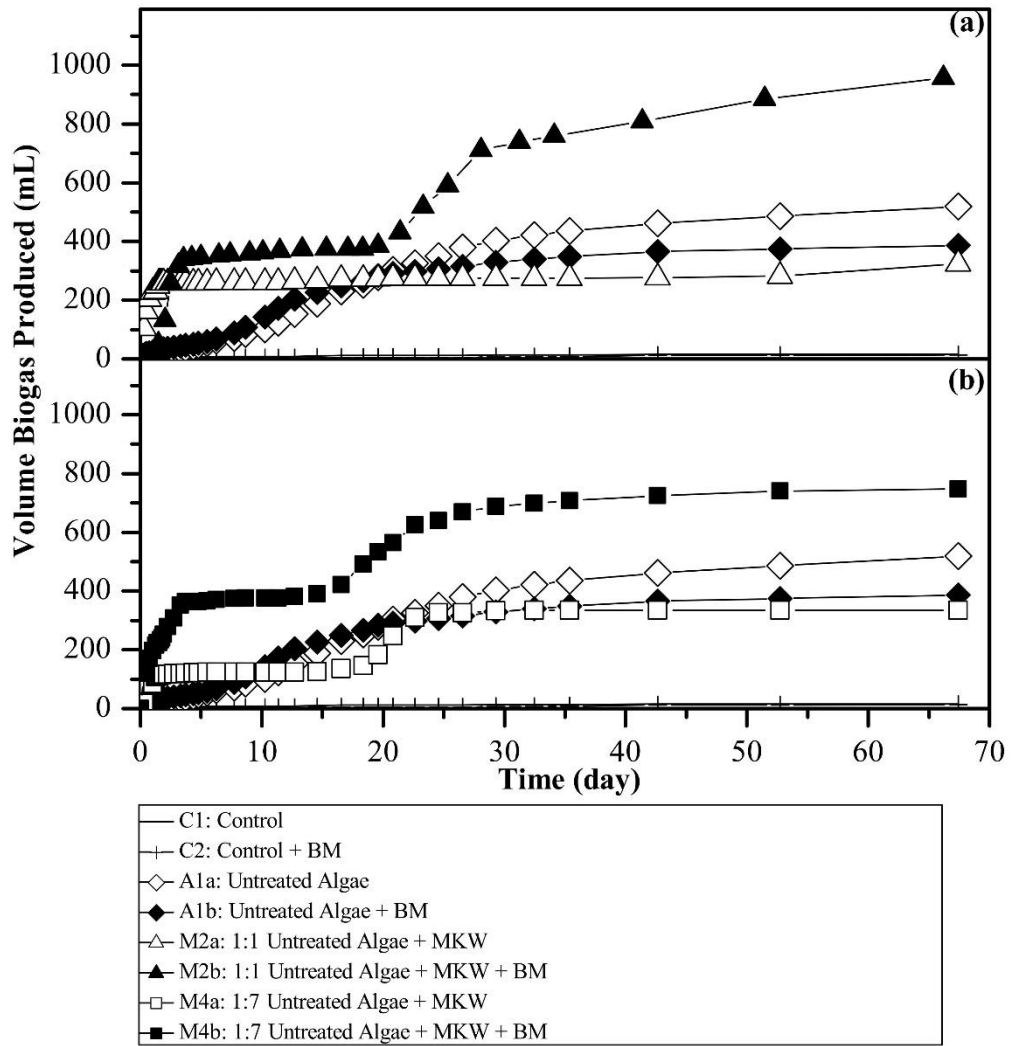 (a)
1000
800
600
400
200
0
Volume Biogas Produced (mL)
(b)
1000
800
600
400
200
0
0 10 20 30 40 50 60 70
Time (day)
C1: Control
C2: Control + BM
A1a: Untreated Algae
A1b: Untreated Algae + BM
M2a: 1:1 Untreated Algae + MKW
M2b: 1:1 Untreated Algae + MKW + BM
M4a: 1:7 Untreated Algae + MKW
M4b: 1:7 Untreated Algae + MKW + BM